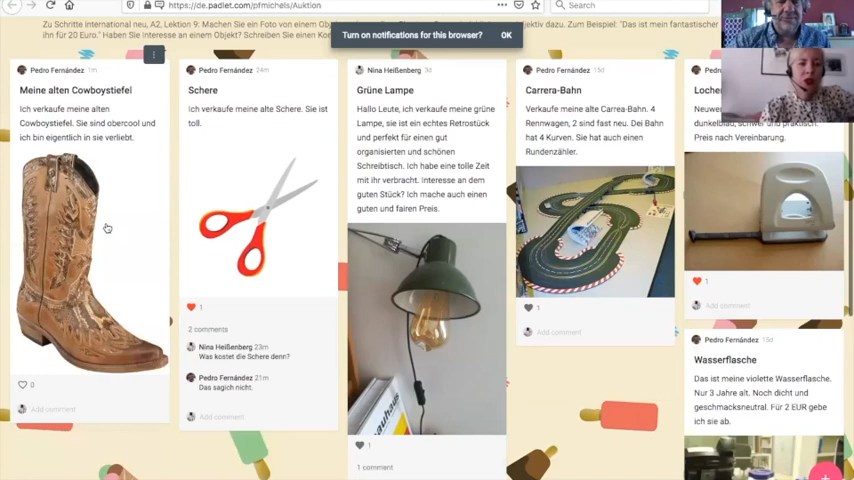 https://de.padlet.com/pfmichels/Auktion
Search
Zu Schritte international neu, A2, Lektion 9: Machen Sie ein Foto von einem
jektiv dazu. Zum Beispiel: "Das ist mein fantastischer
ihn für 20 Euro." Haben Sie Interesse an einem Objekt? Schreiben Sie einen
Turn on notifications for this browser?
OK
Pedro Fernández 1m
Meine alten Cowboystiefel
Ich verkaufe meine alten
Cowboystiefel. Sie sind obercool und
ich bin eigentlich in sie verliebt.
0
Add comment
Pedro Fernández 24m
Schere
Ich verkaufe meine alte Schere. Sie ist
toll.
1
2 comments
Nina Heißenberg 23m
Was kostet die Schere denn?
Pedro Fernández 21m
Das sagich nicht.
Add comment
Nina Heißenberg 3d
Grüne Lampe
Hallo Leute, ich verkaufe meine grüne
Lampe, sie ist ein echtes Retrostück
und perfekt für einen gut
organisierten und schönen
Schreibtisch. Ich habe eine tolle Zeit
mit ihr verbracht. Interesse an dem
guten Stück? Ich mache auch einen
guten und fairen Preis.
bauhaus
1
1 comment
Pedro Fernández 15d
Carrera-Bahn
Verkaufe meine alte Carrea-Bahn. 4
Rennwagen, 2 sind fast neu. Dei Bahn
hat 4 Kurven. Sie hat auch einen
Rundenzähler.
1
Add comment
Pedro Fernánd
Locher
Neuwer
dunkelblau, schwer und praktisch.
Preis nach Vereinbarung.
1
Add comment
Pedro Fernández 15d
Wasserflasche
Das ist meine violette Wasserflasche.
Nur 3 Jahre alt. Noch dicht und
geschmacksneutral. Für 2 EUR gebe
ich sie ab.